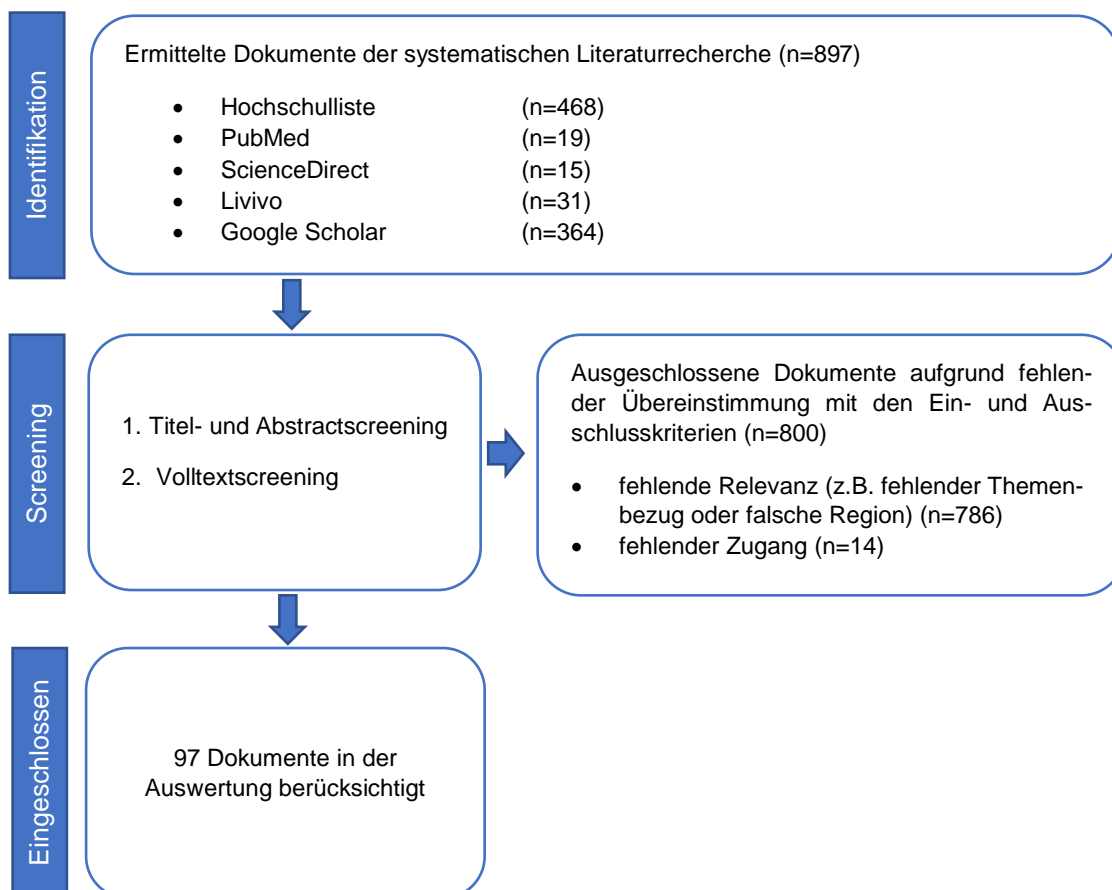 Identifikation
Ermittelte Dokumente der systematischen Literaturrecherche (n=897)
• Hochschulliste (n=468)
• PubMed (n=19)
• ScienceDirect (n=15)
• Livivo (n=31)
• Google Scholar (n=364)
Screening
1. Titel- und Abstractscreening
2. Volltextscreening
Ausgeschlossene Dokumente aufgrund fehlen-
der Übereinstimmung mit den Ein- und Aus-
schlusskriterien (n=800)
• fehlende Relevanz (z.B. fehlender Themen-
bezug oder falsche Region) (n=786)
• fehlender Zugang (n=14)
Eingeschlossen
97 Dokumente in der
Auswertung berücksichtigt